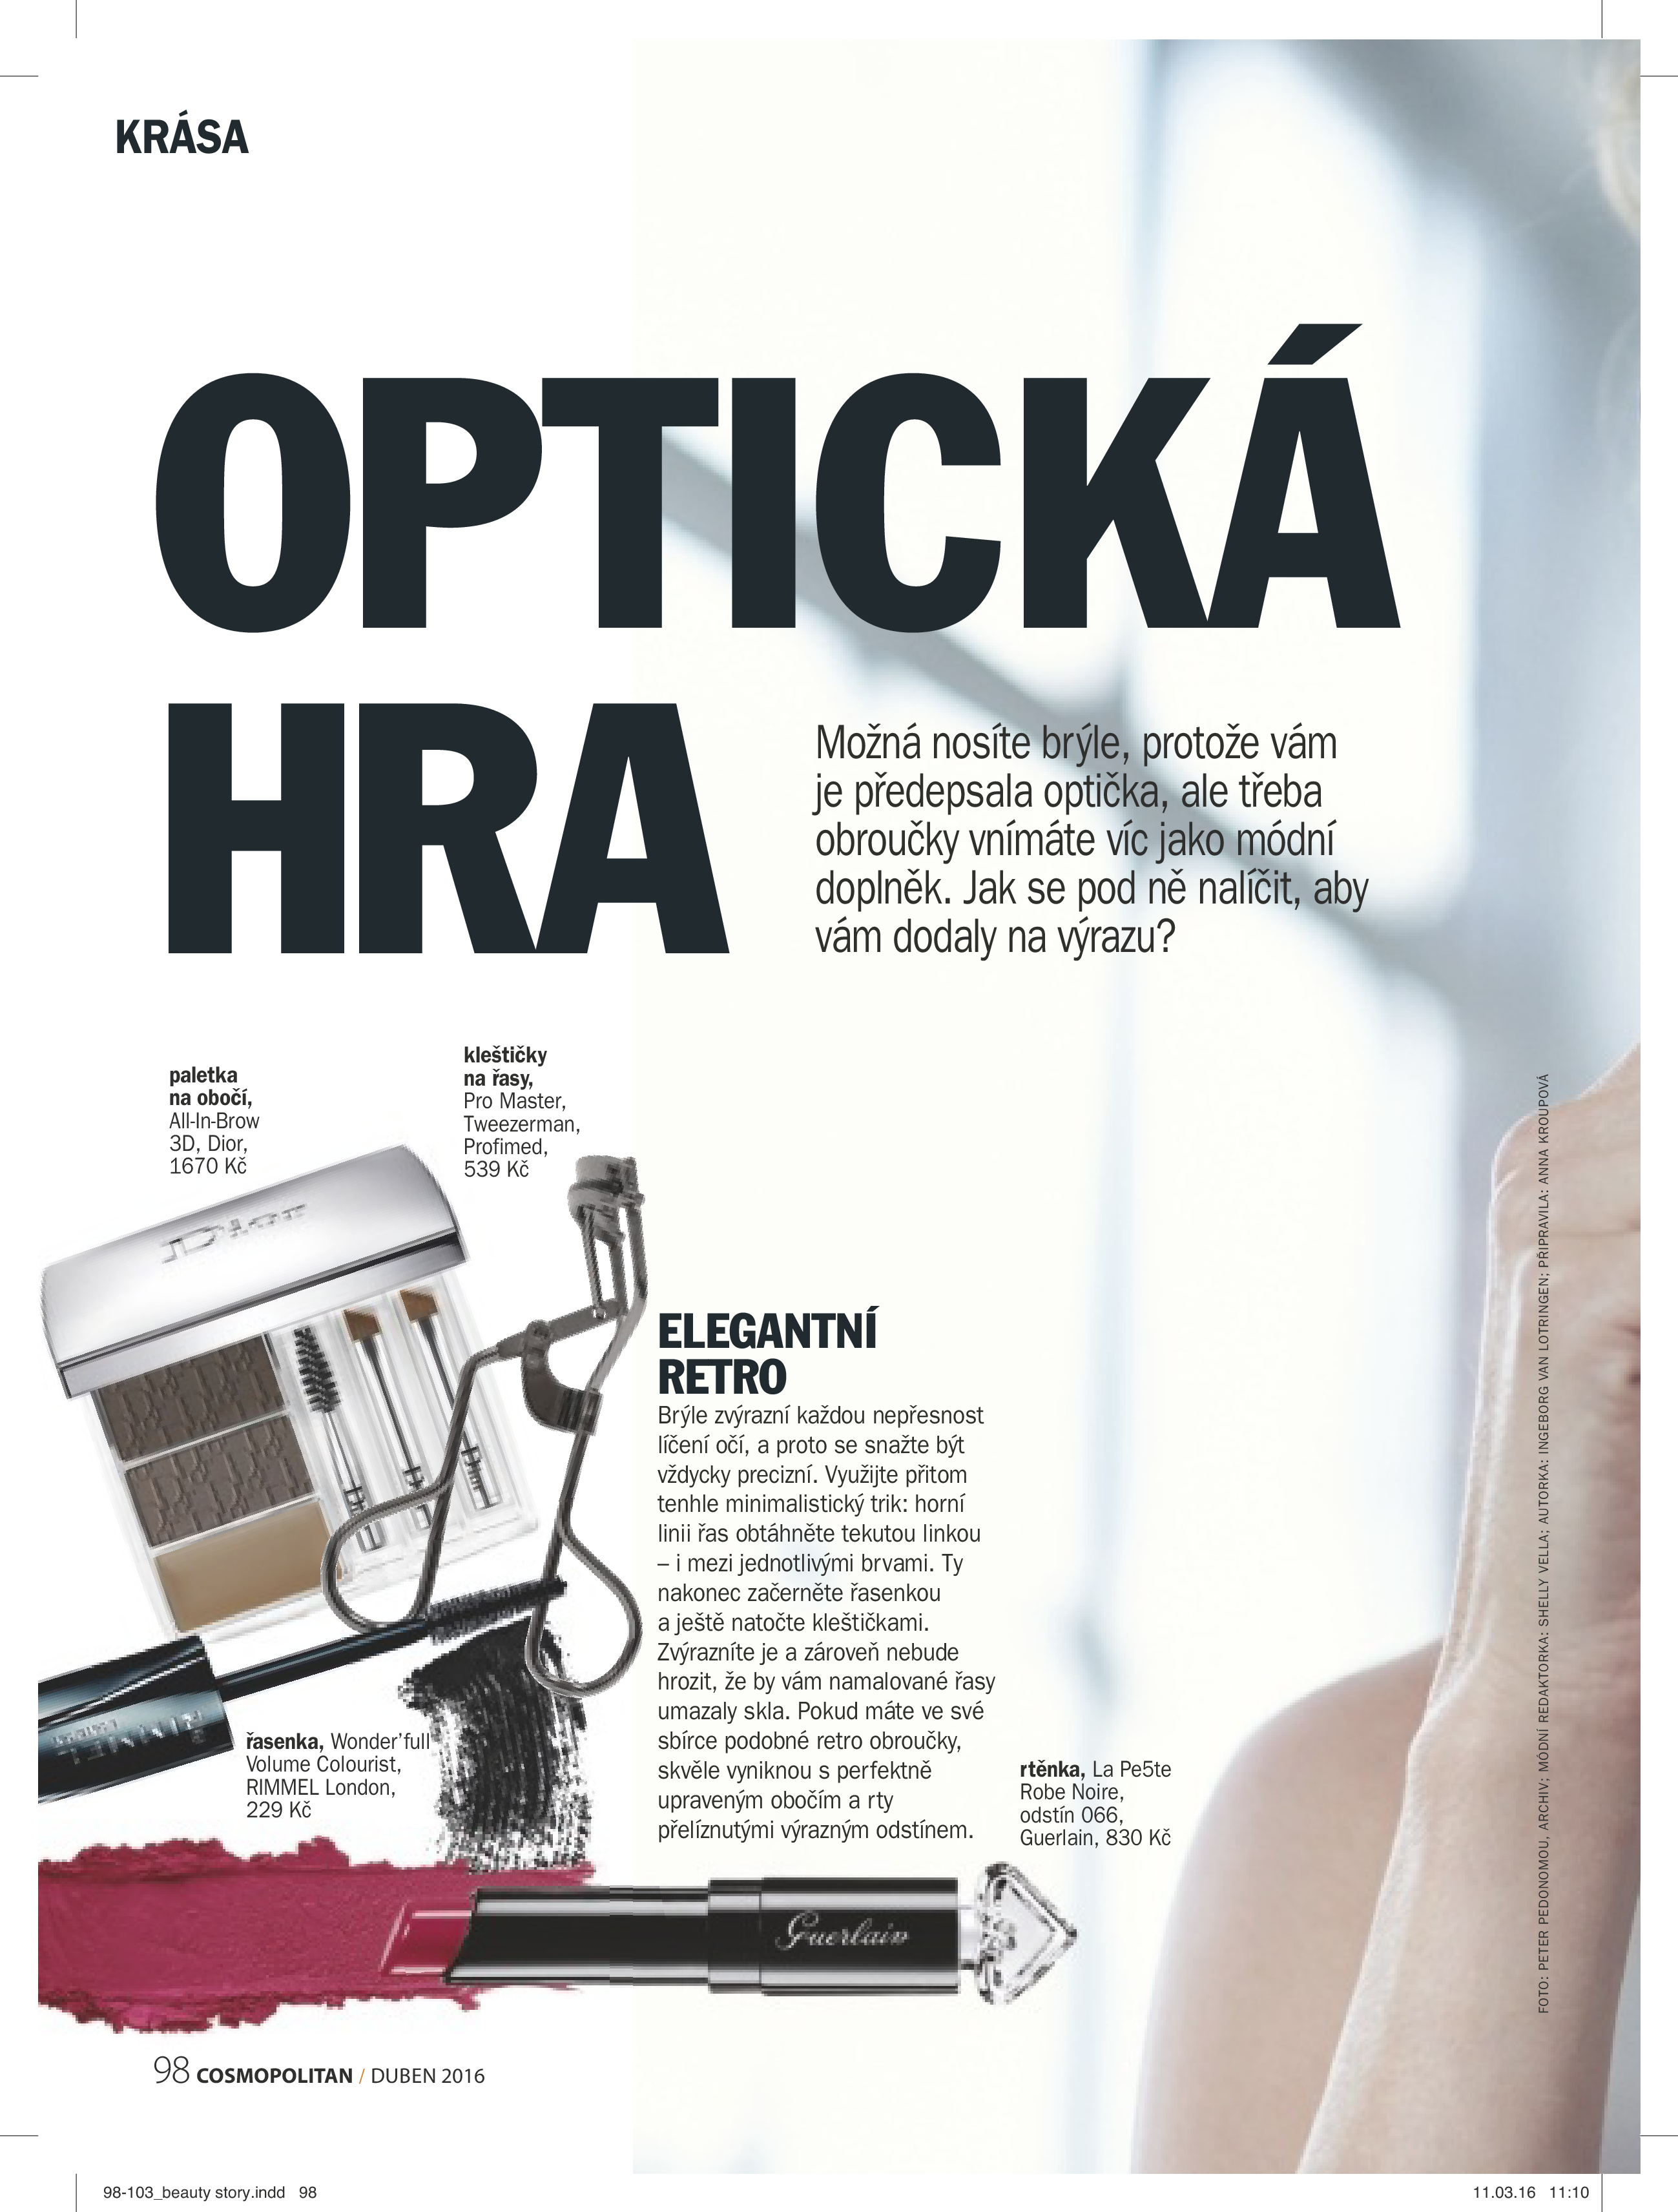 KRÁSA
OPTICKÁ
HRA
Možná nosíte brýle, protože vám
je předepsala optička, ale třeba
obroučky vnímáte víc jako módní
doplněk. Jak se pod ně nalíčit, aby
vám dodaly na výrazu?
paletka
na obočí,
All-In-Brow
3D, Dior,
1670 Kč
kleštičky
na řasy,
Pro Master,
Tweezerman,
Profimed,
539 Kč
Dior
Dior
ELEGANTNÍ
RETRO
Brýle zvýrazní každou nepřesnost
líčení očí, a proto se snažte být
vždycky precizní. Využijte přitom
tenhle minimalistický trik: horní
linii řas obtáhněte tekutou linkou
– i mezi jednotlivými brvami. Ty
nakonec začerněte řasenkou
a ještě natočte kleštičkami.
Zvýrazníte je a zároveň nebude
hrozit, že by vám namalované řasy
umazaly skla. Pokud máte ve své
sbírce podobné retro obroučky,
skvěle vyniknou s perfektně
upraveným obočím a rty
přelíznutými výrazným odstínem.
RIMMEL
řasenka, Wonder’full
Volume Colourist,
RIMMEL London,
229 Kč
rtěnka, La Pe5te
Robe Noire,
odstín 066,
Guerlain, 830 Kč
Guerlain
FOTO: PETER PEDONOMOU, ARCHIV; MÓDNÍ REDAKTORKA: SHELLY VELLA; AUTORKA: INGEBORG VAN LOTRINGEN; PŘIPRAVILA: ANNA KROUPOVÁ
98 COSMOPOLITAN / DUBEN 2016
98-103_beauty story.indd 98
11.03.16 11:10